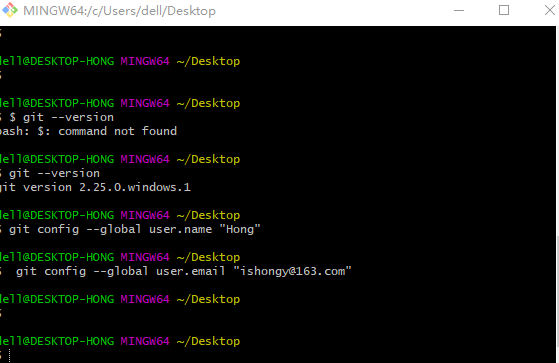 MINGW64:/c/Users/dell/Desktop
$
dell@DESKTOP-HONG MINGW64 ~/Desktop
$
dell@DESKTOP-HONG MINGW64 ~/Desktop
$ $ git --version
bash: $: command not found
dell@DESKTOP-HONG MINGW64 ~/Desktop
$ git --version
git version 2.25.0.windows.1
dell@DESKTOP-HONG MINGW64 ~/Desktop
$ git config --global user.name "Hong"
dell@DESKTOP-HONG MINGW64 ~/Desktop
$  git config --global user.email "ishongy@163.com"
dell@DESKTOP-HONG MINGW64 ~/Desktop
$
dell@DESKTOP-HONG MINGW64 ~/Desktop
$